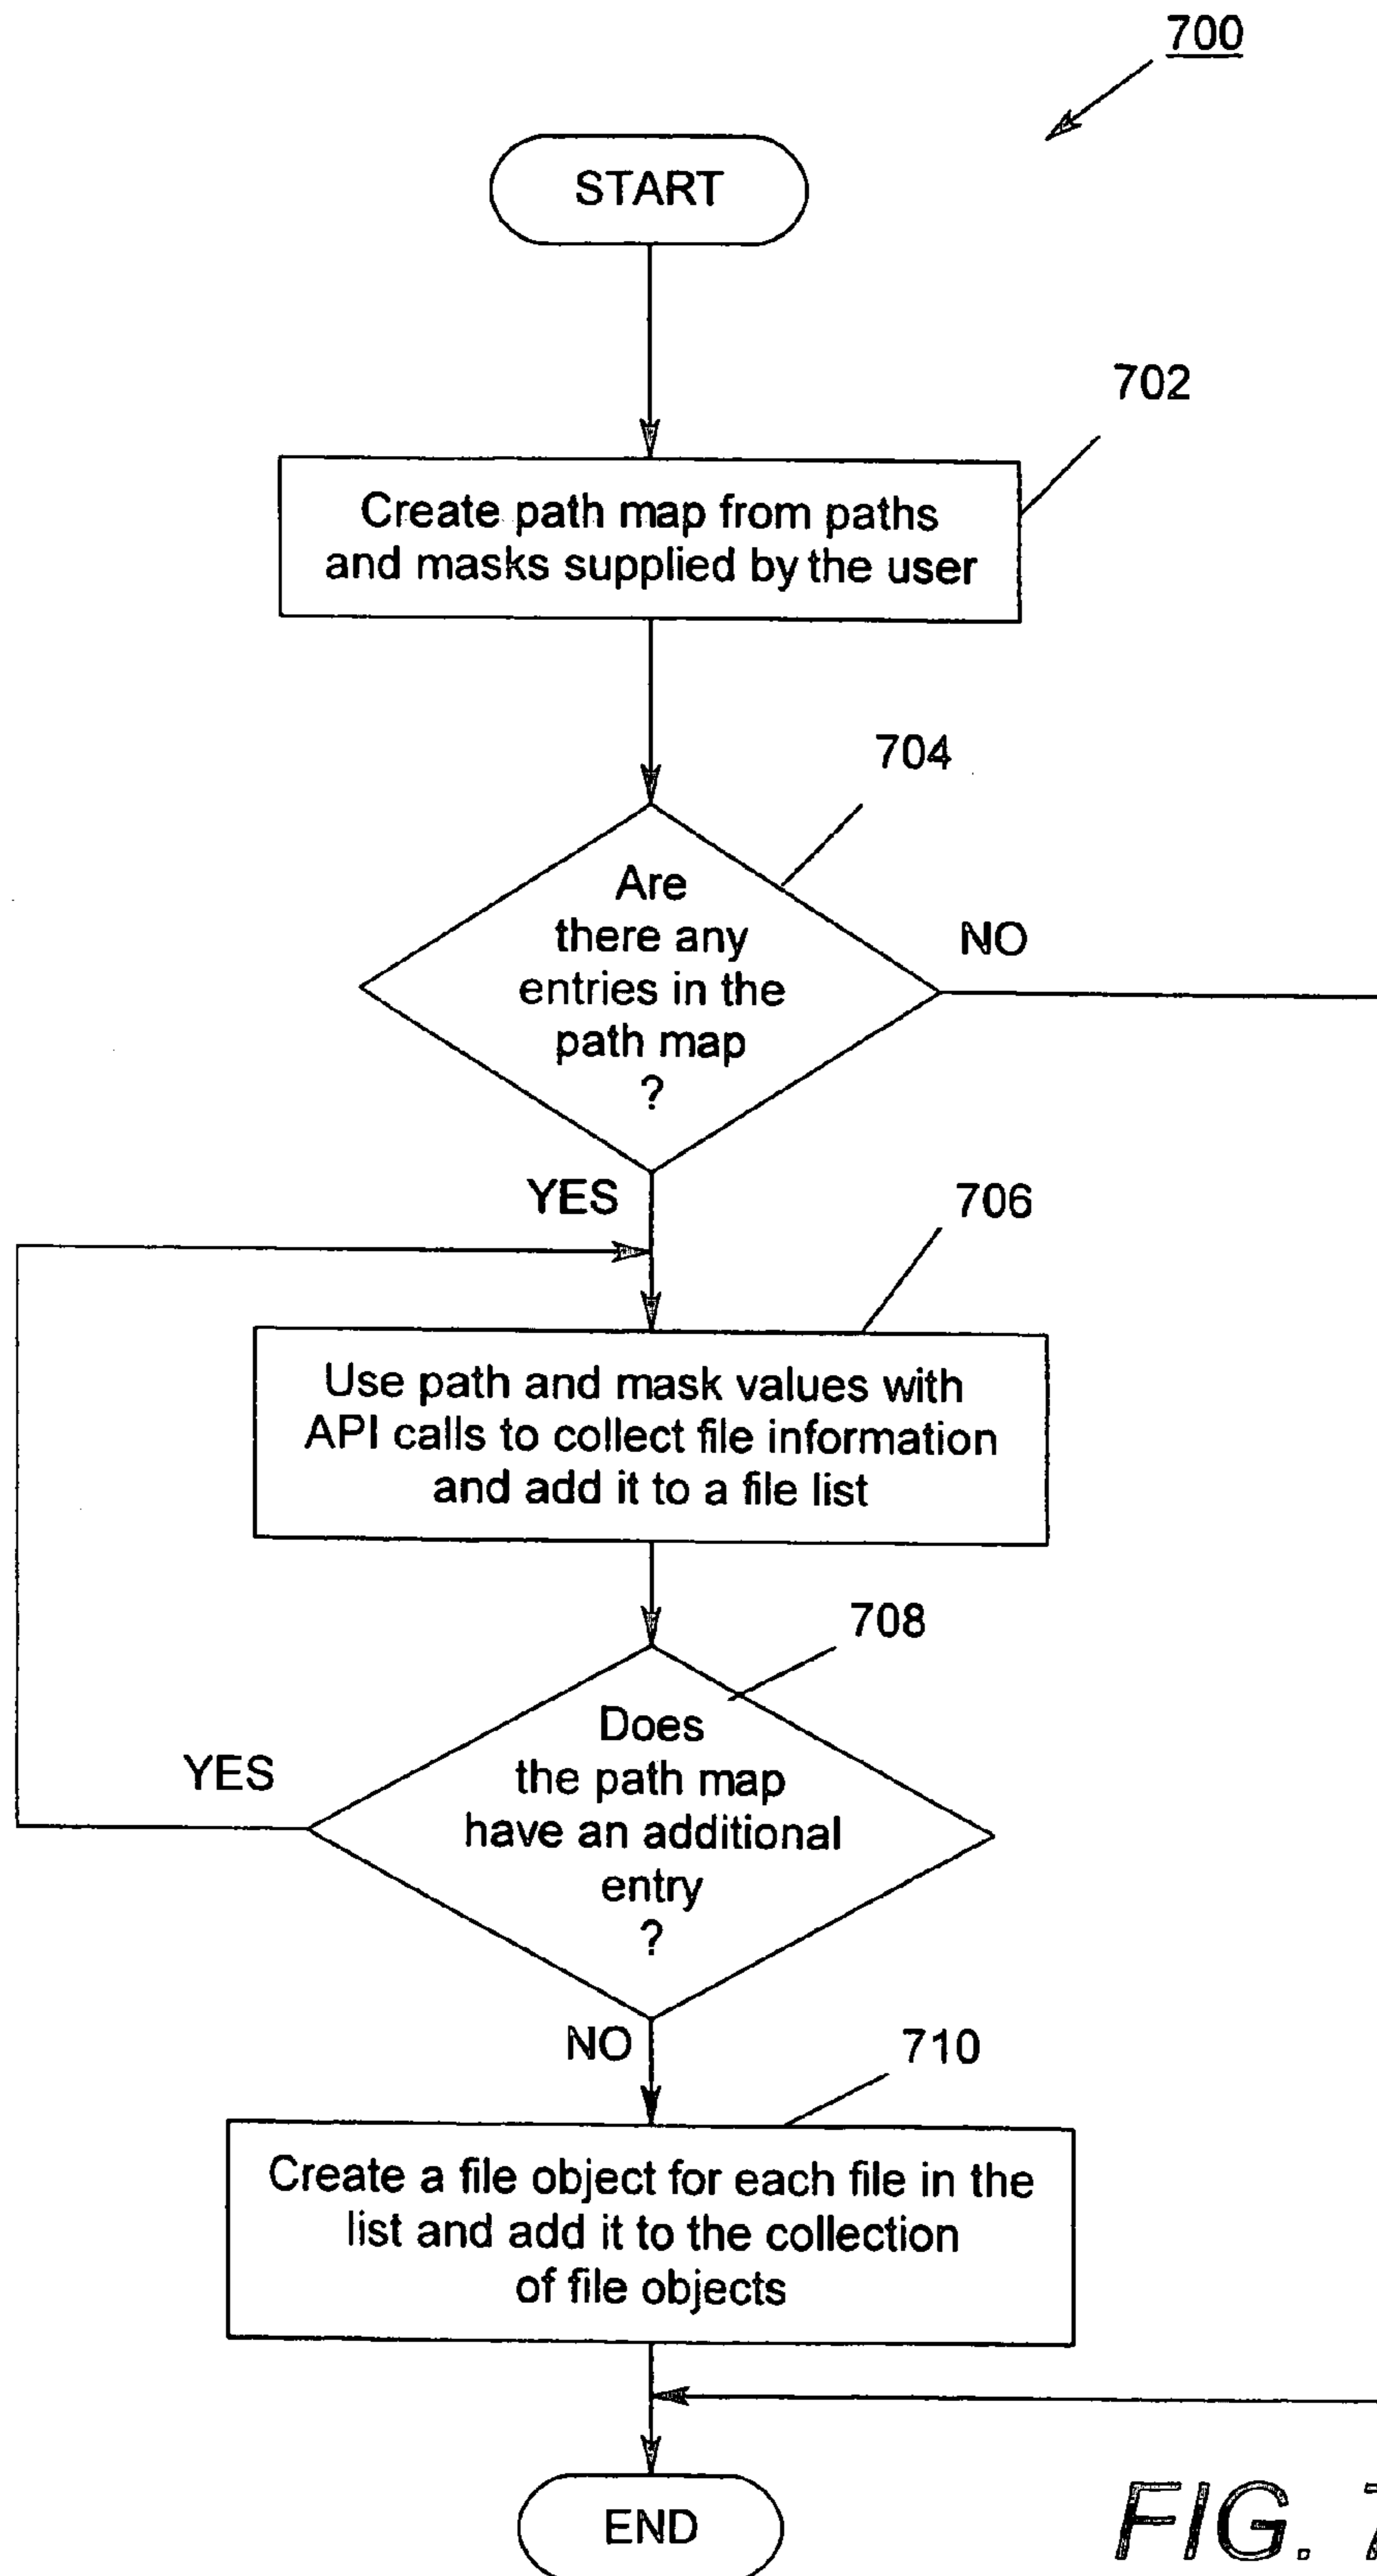 700
START
702
Create path map from paths
and masks supplied by the user
704
Are
there any
entries in the
path map
?
NO
YES
706
Use path and mask values with
API calls to collect file information
and add it to a file list
708
Does
the path map
have an additional
entry
?
YES
NO
710
Create a file object for each file in the
list and add it to the collection
of file objects
END
FIG. 7